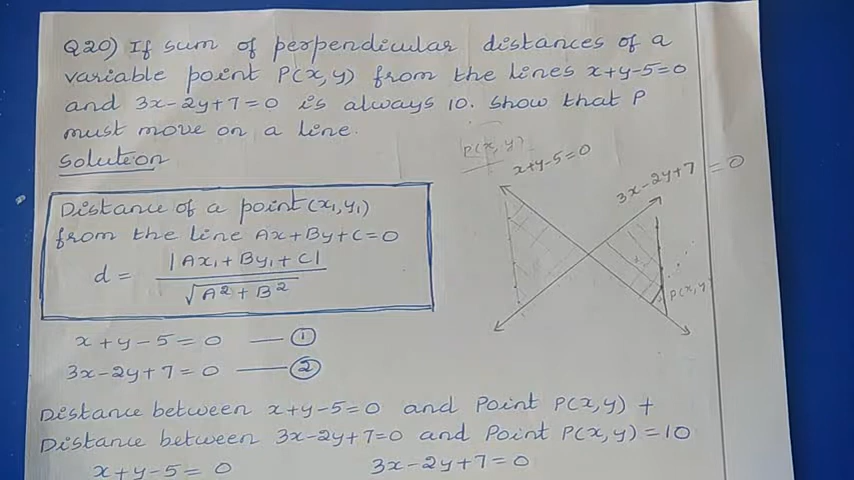 Q20) If sum of perpendicular distances of a
variable point P(x,y) from the lines x+y-5=0
and 3x-2y+7=0 is always 10. Show that P
must move on a line.
Solution
P(x,y)
x+y-5=0
3x-2y+7=0
P(x,y)
Distance of a point (x₁,y₁)
from the line Ax+By+C=0
d = |Ax₁+By₁+C| / √A²+B²
x+y-5=0 — ①
3x-2y+7=0 — ②
Distance between x+y-5=0 and Point P(x,y) +
Distance between 3x-2y+7=0 and Point P(x,y) = 10
x+y-5=0 3x-2y+7=0